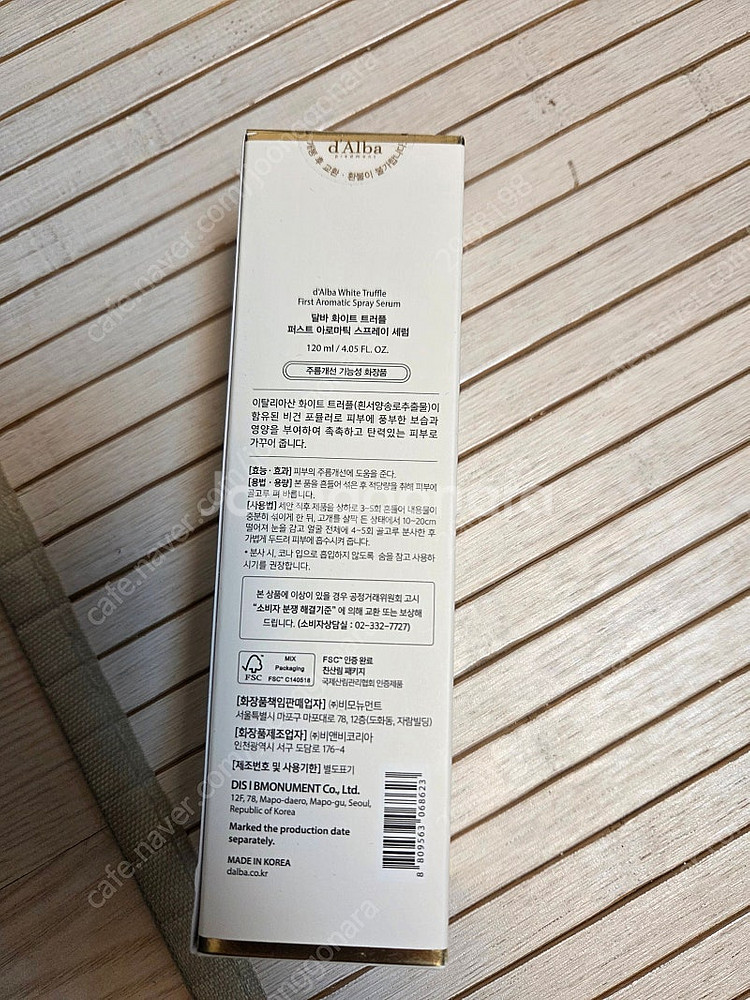 d'Alba
piedmont
개봉 후 교환 · 환불이 불가합니다.
d'Alba White Truffle
First Aromatic Spray Serum
달바 화이트 트러플
퍼스트 아로마틱 스프레이 세럼
120 ml / 4.05 FL. OZ.
주름개선 기능성 화장품
이탈리아산 화이트 트러플(흰서양송로추출물)이
함유된 비건 포뮬러로 피부에 풍부한 보습과
영양을 부여하여 촉촉하고 탄력있는 피부로
가꾸어 줍니다.
[효능 · 효과] 피부의 주름개선에 도움을 준다.
[용법 · 용량] 본 품을 흔들어 섞은 후 적당량을 취해 피부에
골고루 펴 바릅니다.
[사용법] 세안 직후 제품을 상하로 3~5회 흔들어 내용물이
충분히 섞이게 한 뒤, 고개를 살짝 든 상태에서 10~20cm
떨어져 눈을 감고 얼굴 전체에 4~5회 골고루 분사한 후
가볍게 두드려 피부에 흡수시켜 줍니다.
* 분사 시, 코나 입으로 흡입하지 않도록 숨을 참고 사용하
시기를 권장합니다.
본 상품에 이상이 있을 경우 공정거래위원회 고시
"소비자 분쟁 해결기준" 에 의해 교환 또는 보상해
드립니다. (소비자상담실 : 02-332-7727)
FSC
MIX
Packaging
FSC™ C140518
FSC™ 인증 완료
친산림 패키지
국제산림관리협회 인증제품
[화장품책임판매업자] ㈜비모뉴먼트
서울특별시 마포구 마포대로 78, 12층(도화동, 자람빌딩)
[화장품제조업자] ㈜비앤비코리아
인천광역시 서구 도담로 176-4
[제조번호 및 사용기한] 별도표기
DIS l BMONUMENT Co., Ltd.
12F, 78, Mapo-daero, Mapo-gu, Seoul,
Republic of Korea
Marked the production date
separately.
MADE IN KOREA
dalba.co.kr
8 809563 068623
cafe.naver.com/joonggonara